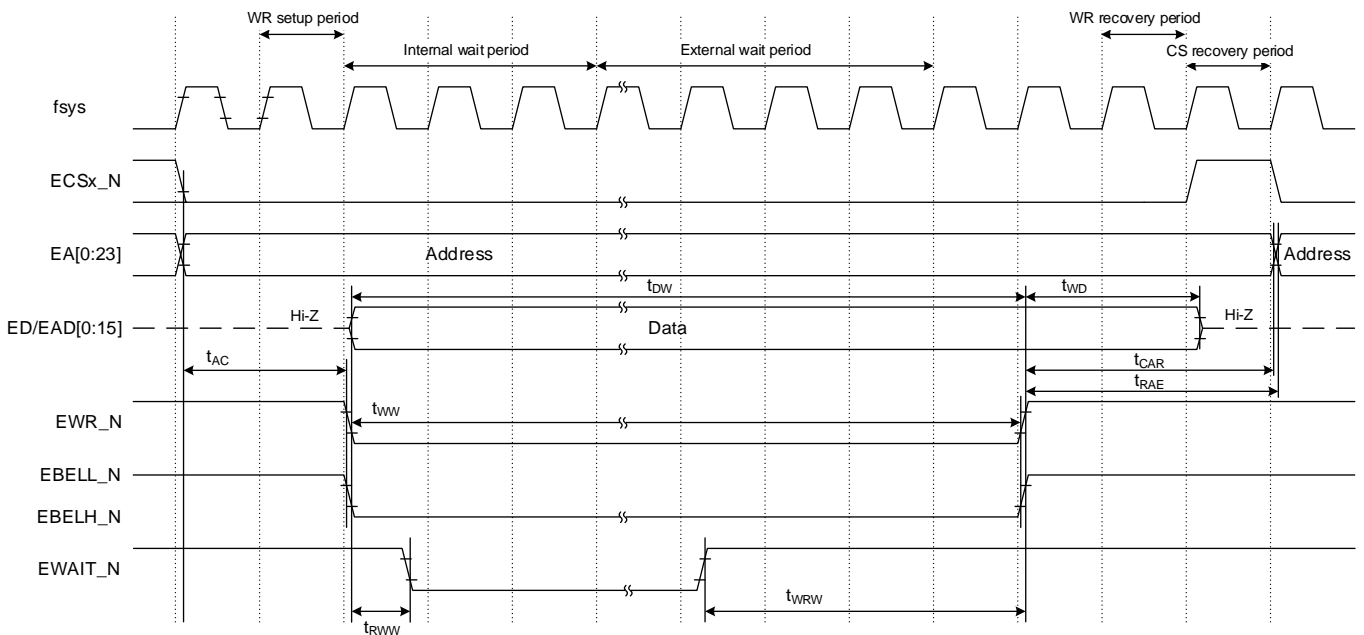 WR setup period
WR recovery period
Internal wait period
External wait period
CS recovery period
fsys
ECSx_N
EA[0:23]
Address
Address
tDW
tWD
ED/EAD[0:15]
Hi-Z
Data
Hi-Z
tAC
tCAR
tRAE
EWR_N
tWW
EBELL_N
EBELH_N
EWAIT_N
tWRW
tRWW